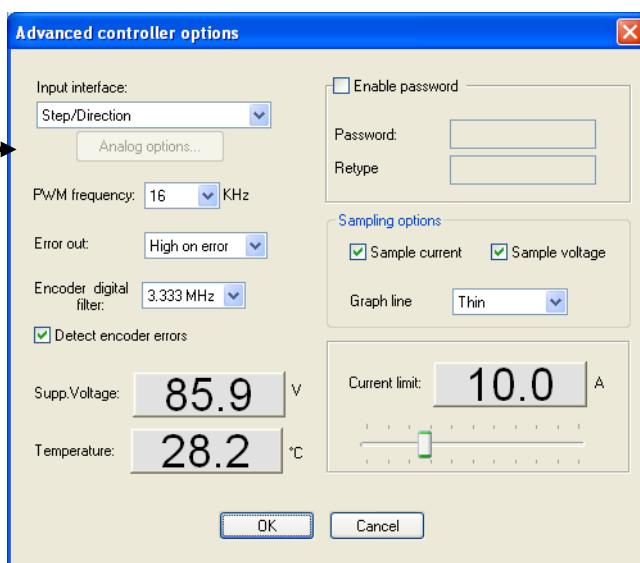 Advanced controller options
Input interface:
Step/Direction
Analog options...
PWM frequency: 16 KHz
Error out: High on error
Encoder digital
filter: 3.333 MHz
Detect encoder errors
Supp.Voltage: 85.9 V
Temperature: 28.2 °C
Enable password
Password:
Retype
Sampling options
Sample current Sample voltage
Graph line Thin
Current limit: 10.0 A
OK Cancel